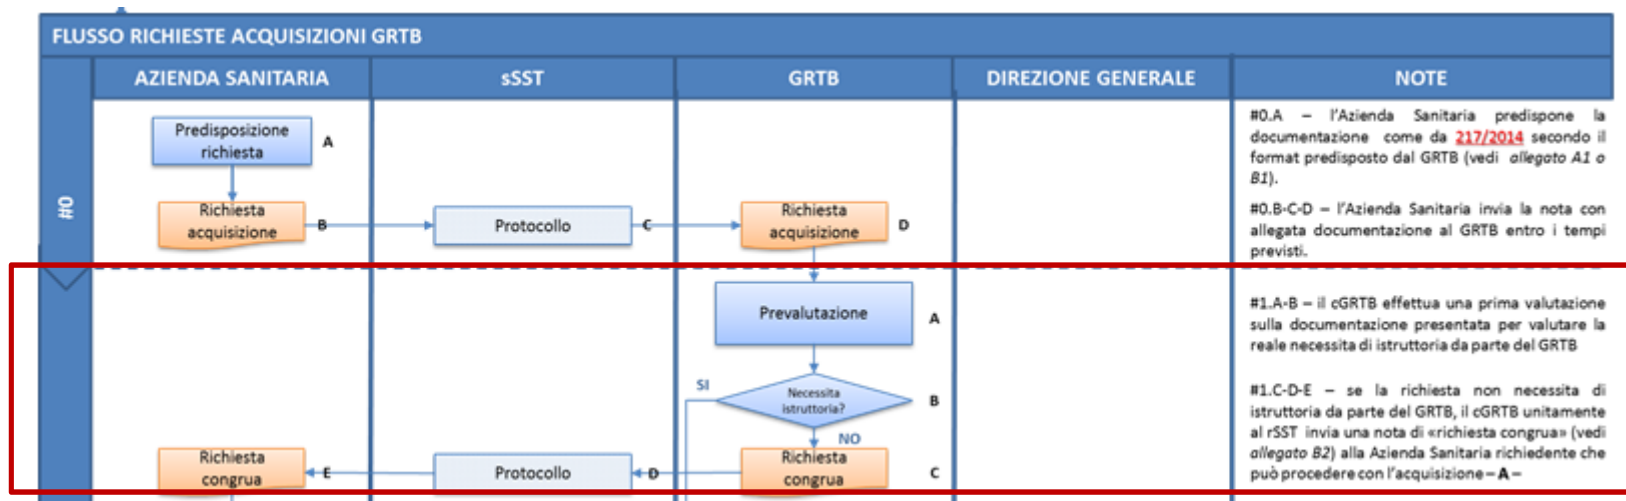 FLUSSO RICHIESTE ACQUISIZIONI GRTB
AZIENDA SANITARIA
sSST
GRTB
DIREZIONE GENERALE
NOTE
#0
Predisposizione
richiesta
A
Richiesta
acquisizione
B
Protocollo
C
Richiesta
acquisizione
D
#0.A – l'Azienda Sanitaria predispone la
documentazione come da 217/2014 secondo il
format predisposto dal GRTB (vedi allegato A1 o
B1).
#0.B-C-D – l'Azienda Sanitaria invia la nota con
allegata documentazione al GRTB entro i tempi
previsti.
Prevalutazione
A
SI
Necessita
istruttoria?
B
NO
Richiesta
congrua
E
Protocollo
D
Richiesta
congrua
C
#1.A-B – il cGRTB effettua una prima valutazione
sulla documentazione presentata per valutare la
reale necessita di istruttoria da parte del GRTB
#1.C-D-E – se la richiesta non necessita di
istruttoria da parte del GRTB, il cGRTB unitamente
al rSST invia una nota di «richiesta congrua» (vedi
allegato B2) alla Azienda Sanitaria richiedente che
può procedere con l'acquisizione – A –